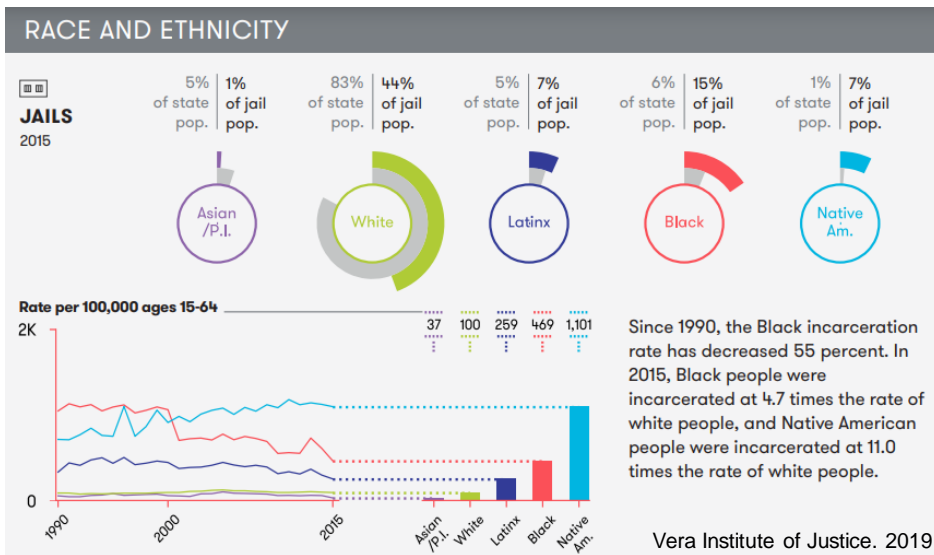 RACE AND ETHNICITY
JAILS
2015
5% of state pop.
1% of jail pop.
83% of state pop.
44% of jail pop.
5% of state pop.
7% of jail pop.
6% of state pop.
15% of jail pop.
1% of state pop.
7% of jail pop.
Asian
/P.I.
White
Latinx
Black
Native
Am.
Rate per 100,000 ages 15-64
37 100 259 469 1,101
2K
0
1990 2000 2015
Asian
/P.I.
White
Latinx
Black
Native
Am.
Since 1990, the Black incarceration
rate has decreased 55 percent. In
2015, Black people were
incarcerated at 4.7 times the rate of
white people, and Native American
people were incarcerated at 11.0
times the rate of white people.
Vera Institute of Justice. 2019